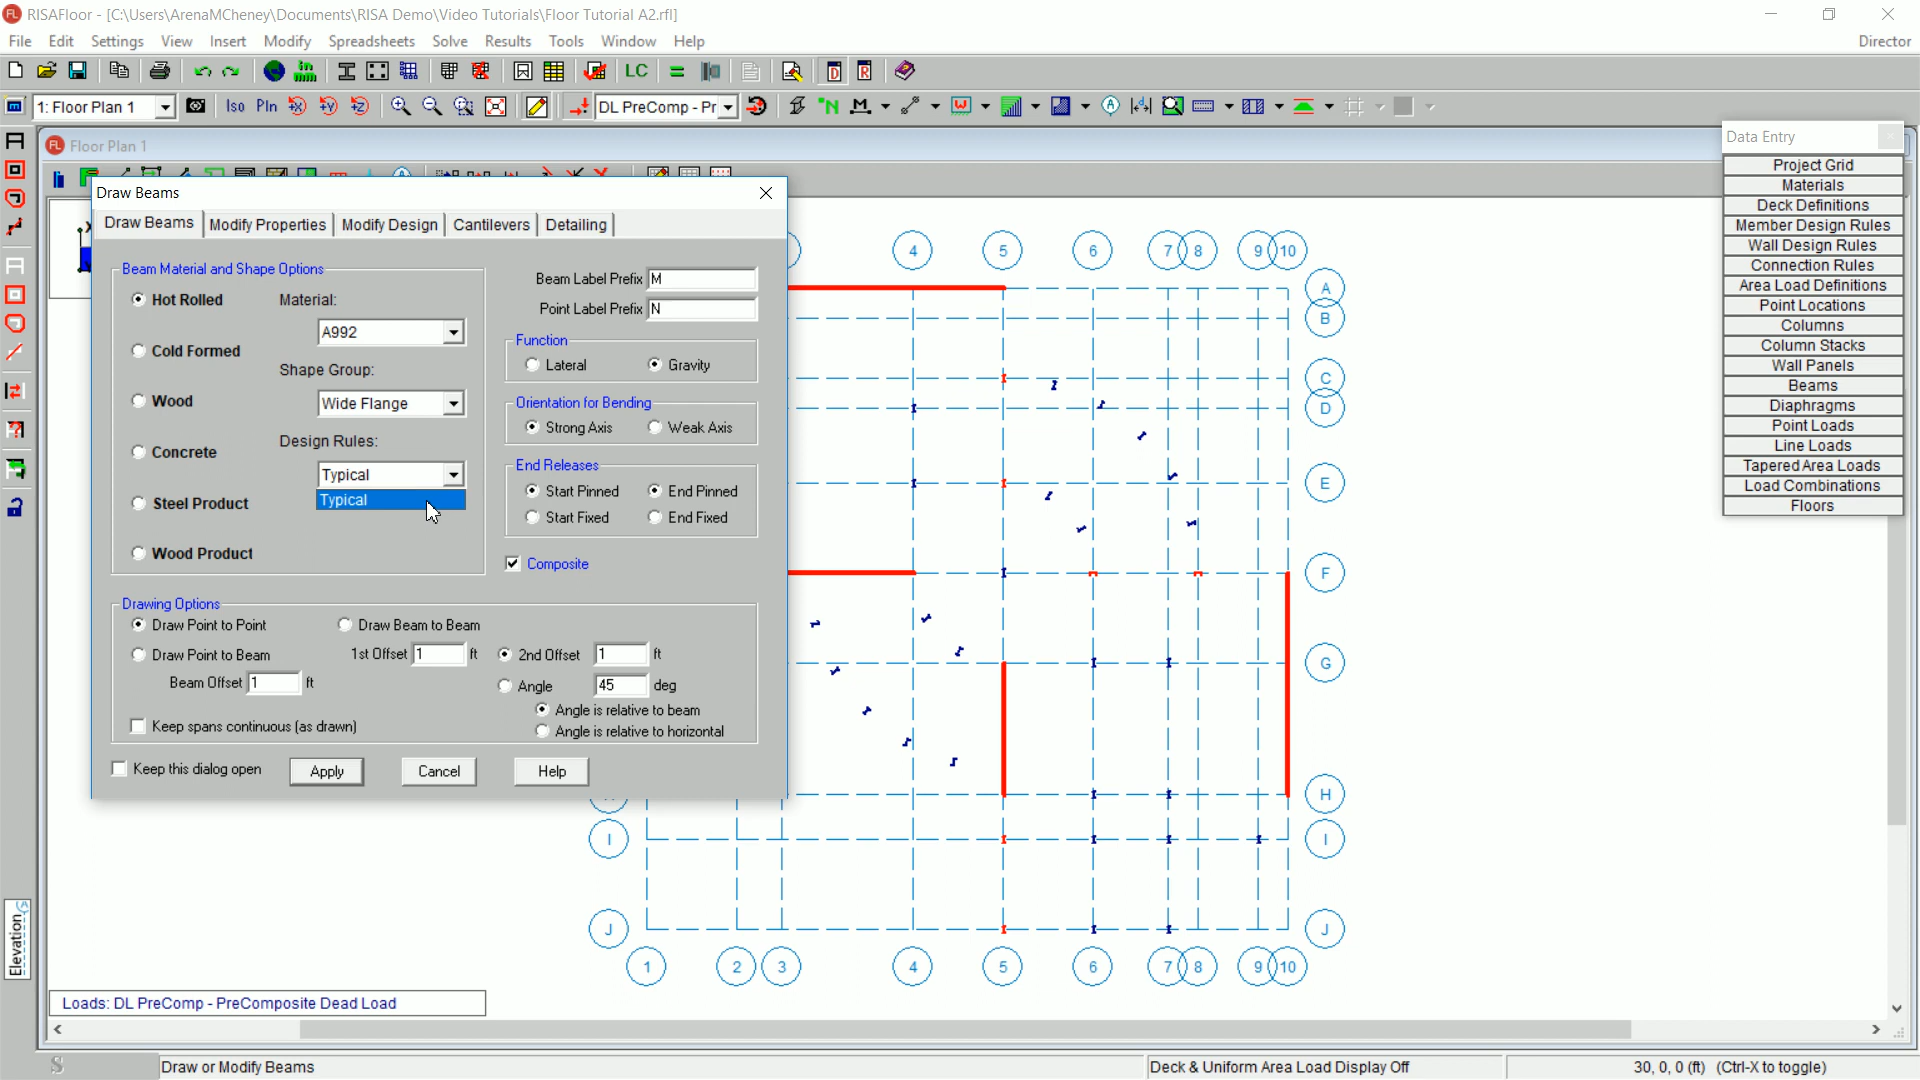 RISAFloor - [C:\Users\ArenaMCheney\Documents\RISA Demo\Video Tutorials\Floor Tutorial A2.rfl]
File Edit Settings View Insert Modify Spreadsheets Solve Results Tools Window Help Director
LC D R
1: Floor Plan 1 Iso Pln DL PreComp - Pr
Floor Plan 1
Data Entry
Project Grid
Materials
Deck Definitions
Member Design Rules
Wall Design Rules
Connection Rules
Area Load Definitions
Point Locations
Columns
Column Stacks
Wall Panels
Beams
Diaphragms
Point Loads
Line Loads
Tapered Area Loads
Load Combinations
Floors
Draw Beams
Draw Beams Modify Properties Modify Design Cantilevers Detailing
Beam Material and Shape Options
Hot Rolled
Cold Formed
Wood
Concrete
Steel Product
Wood Product
Material:
A992
Shape Group:
Wide Flange
Design Rules:
Typical
Typical
Beam Label Prefix M
Point Label Prefix N
Function
Lateral Gravity
Orientation for Bending
Strong Axis Weak Axis
End Releases
Start Pinned End Pinned
Start Fixed End Fixed
Composite
Drawing Options
Draw Point to Point Draw Beam to Beam
Draw Point to Beam 1st Offset 1 ft 2nd Offset 1 ft
Beam Offset 1 ft Angle 45 deg
Angle is relative to beam
Keep spans continuous (as drawn) Angle is relative to horizontal
Keep this dialog open Apply Cancel Help
4 5 6 7 8 9 10
A
B
C
D
E
F
G
H
I I
J J
1 2 3 4 5 6 7 8 9 10
Elevation
Loads: DL PreComp - PreComposite Dead Load
S Draw or Modify Beams Deck & Uniform Area Load Display Off 30, 0, 0 (ft) (Ctrl-X to toggle)